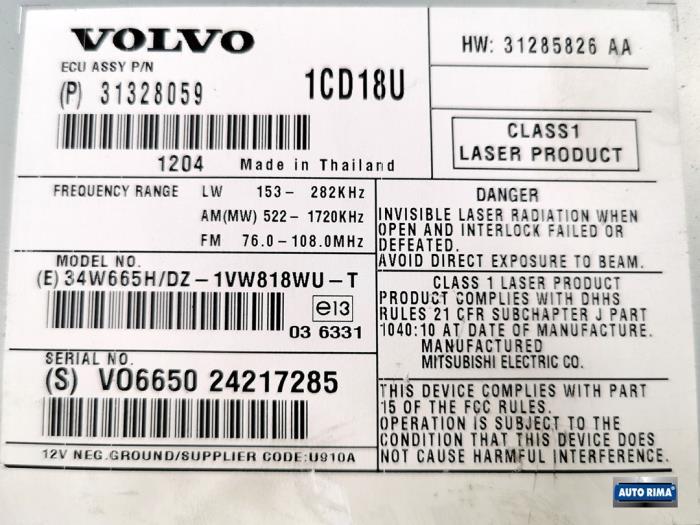 VOLVO
ECU ASSY P/N
(P) 31328059
1CD18U
1204 Made in Thailand
HW: 31285826 AA
CLASS1
LASER PRODUCT
FREQUENCY RANGE LW 153- 282KHz
AM(MW) 522-1720KHz
FM 76.0-108.0MHz
DANGER
INVISIBLE LASER RADIATION WHEN
OPEN AND INTERLOCK FAILED OR
DEFEATED.
AVOID DIRECT EXPOSURE TO BEAM.
MODEL NO.
(E) 34W665H/DZ-1VW818WU-T
e13
03 6331
CLASS 1 LASER PRODUCT
PRODUCT COMPLIES WITH DHHS
RULES 21 CFR SUBCHAPTER J PART
1040:10 AT DATE OF MANUFACTURE.
MANUFACTURED
MITSUBISHI ELECTRIC CO.
SERIAL NO.
(S) VO6650 24217285
THIS DEVICE COMPLIES WITH PART
15 OF THE FCC RULES.
OPERATION IS SUBJECT TO THE
CONDITION THAT THIS DEVICE DOES
NOT CAUSE HARMFUL INTERFERENCE.
12V NEG.GROUND/SUPPLIER CODE:U910A
AUTO RIMA